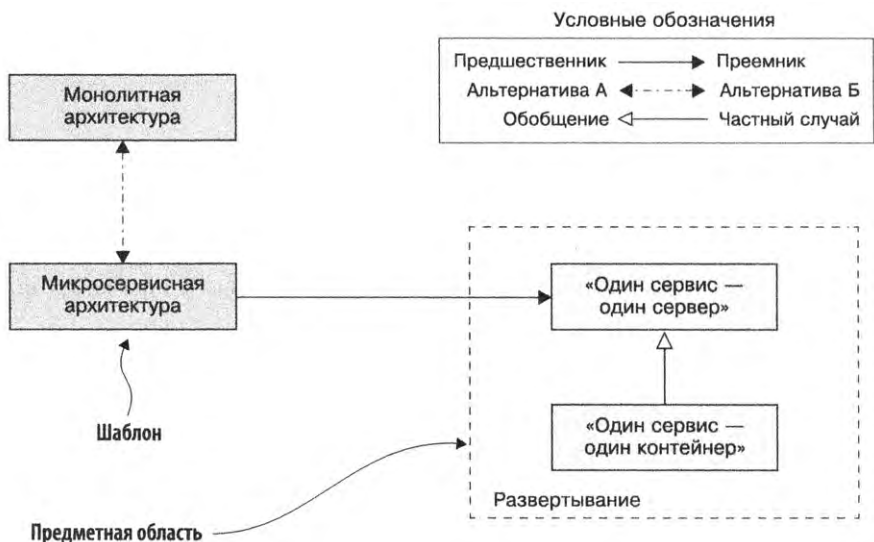 Условные обозначения
Предшественник
Преемник
Альтернатива А
Альтернатива Б
Обобщение
Частный случай
Монолитная
архитектура
Микросервисная
архитектура
«Один сервис —
один сервер»
«Один сервис —
один контейнер»
Развертывание
Шаблон
Предметная область